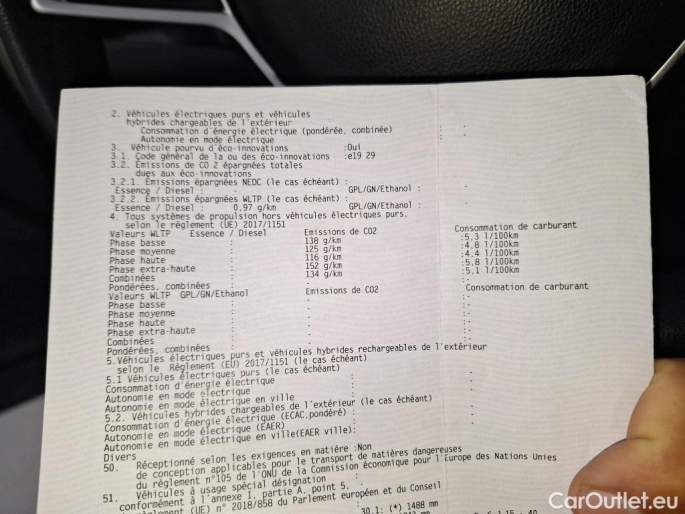 2. Véhicules électriques purs et véhicules
hybrides chargeables de l'extérieur
Consommation d'énergie électrique (pondérée, combinée) : -
Autonomie en mode électrique : -
3. Véhicule pourvu d'éco-innovations :Oui
3.1. Code général de la ou des éco-innovations :e19 29
3.2. Émissions de CO 2 épargnées totales
dues aux éco-innovations
3.2.1. Émissions épargnées NEDC (le cas échéant) :
Essence / Diesel : - GPL/GN/Ethanol : -
3.2.2. Émissions épargnées WLTP (le cas échéant) :
Essence / Diesel : 0,97 g/km GPL/GN/Ethanol : -
4. Tous systèmes de propulsion hors véhicules électriques purs,
selon le règlement (UE) 2017/1151
Valeurs WLTP Essence / Diesel Emissions de CO2 Consommation de carburant
Phase basse : 138 g/km :5,3 l/100km
Phase moyenne : 125 g/km :4,8 l/100km
Phase haute : 116 g/km :4,4 l/100km
Phase extra-haute : 152 g/km :5,8 l/100km
Combinées : 134 g/km :5,1 l/100km
Pondérées, combinées : - :-
Valeurs WLTP GPL/GN/Ethanol Emissions de CO2 Consommation de carburant
Phase basse : - :-
Phase moyenne : - :-
Phase haute : - :-
Phase extra-haute : - :-
Combinées : - :-
Pondérées, combinées : - :-
5.Véhicules électriques purs et véhicules hybrides rechargeables de l'extérieur
selon le Règlement (EU) 2017/1151 (le cas échéant)
5.1 Véhicules électriques purs (le cas échéant)
Consommation d'énergie électrique : -
Autonomie en mode électrique : -
Autonomie en mode électrique en ville : -
5.2. Véhicules hybrides chargeables de l'extérieur (le cas échéant)
Consommation d'énergie électrique (ECAC,pondéré) : -
Autonomie en mode électrique (EAER) : -
Autonomie en mode électrique en ville(EAER ville): -
Divers
50. Réceptionné selon les exigences en matière :Non
de conception applicables pour le transport de matières dangereuses
du règlement n°105 de l'ONU de la Commission économique pour l'Europe des Nations Unies
51. Véhicules à usage spécial désignation :
conformément à l'annexe I, partie A, point 5.
règlement (UE) n° 2018/858 du Parlement européen et du Conseil
30.1: (*) 1488 mm
CarOutlet.eu